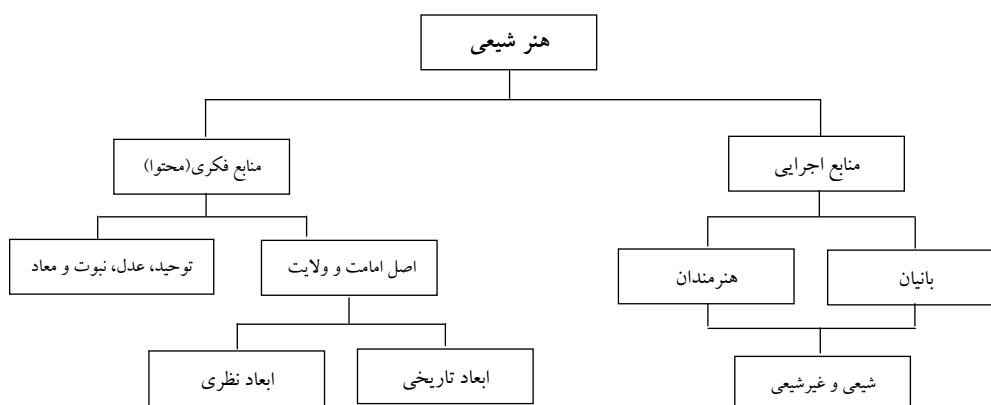 هنر شیعی
منابع اجرایی
منابع فکری(محتوا)
بانیان
هنرمندان
اصل امامت و ولایت
توحید، عدل، نبوت و معاد
شیعی و غیرشیعی
ابعاد تاریخی
ابعاد نظری